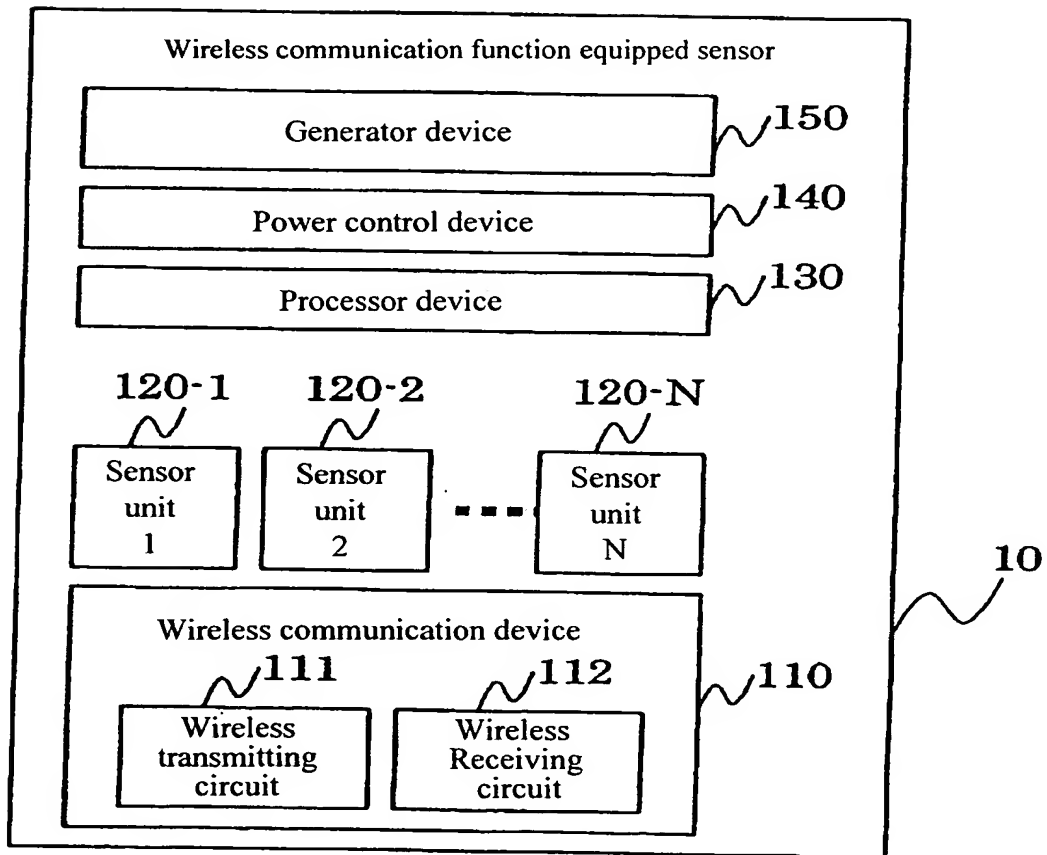 Wireless communication function equipped sensor
Generator device
150
Power control device
140
Processor device
130
120-1
120-2
120-N
Sensor
unit
1
Sensor
unit
2
Sensor
unit
N
10
Wireless communication device
110
111
112
Wireless
transmitting
circuit
Wireless
Receiving
circuit